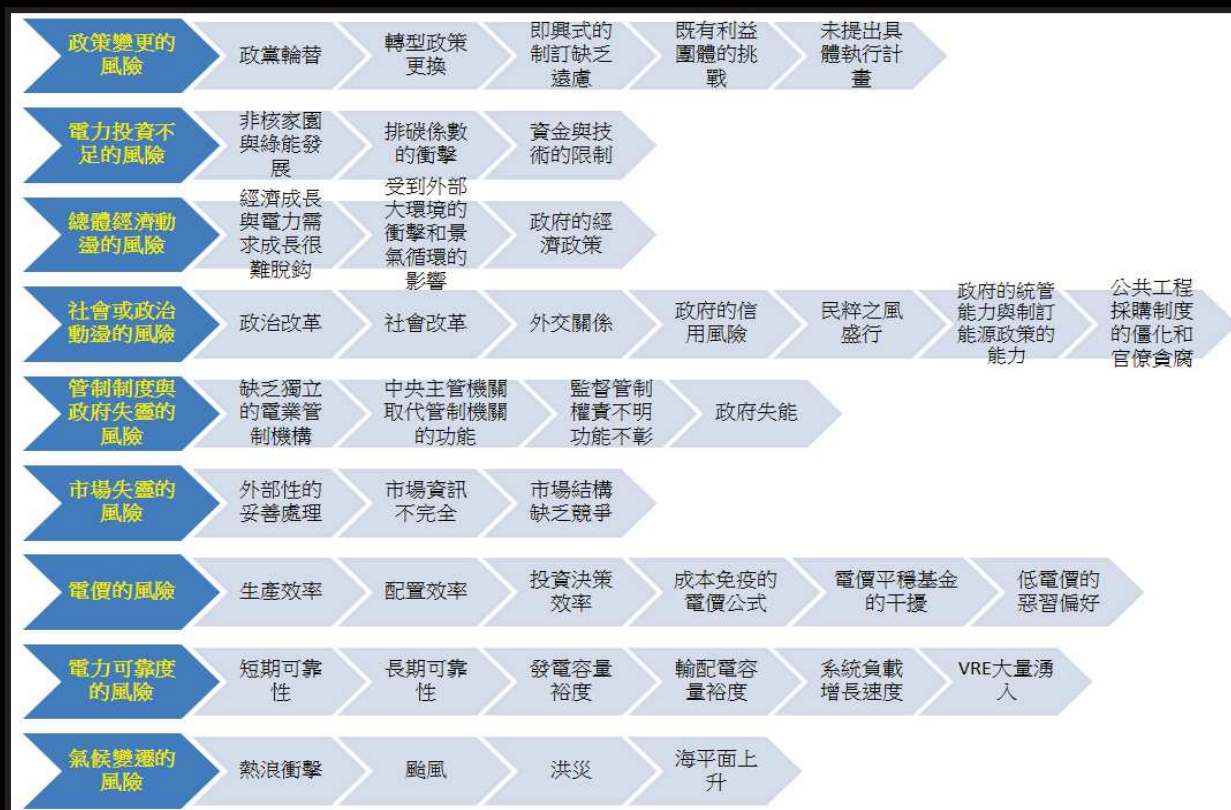 政策變更的
風險
政黨輪替
轉型政策
更換
即興式的
制訂缺乏
遠慮
既有利益
團體的挑
戰
未提出具
體執行計
畫
電力投資不
足的風險
非核家園
與綠能發
展
排碳係數
的衝擊
資金與技
術的限制
總體經濟動
盪的風險
經濟成長
與電力需
求成長很
難脫鈎
受到外部
大環境的
衝擊和景
氣循環的
影響
政府的經
濟政策
社會或政治
動盪的風險
政治改革
社會改革
外交關係
政府的信
用風險
民粹之風
盛行
政府的統管
能力與制訂
能源政策的
能力
公共工程
採購制度
的僵化和
官僚貪腐
管制制度與
政府失靈的
風險
缺乏獨立
的電業管
制機構
中央主管機關
取代管制機關
的功能
監督管制
權責不明
功能不彰
政府失能
市場失靈的
風險
外部性的
妥善處理
市場資訊
不完全
市場結構
缺乏競爭
電價的風險
生產效率
配置效率
投資決策
效率
成本免疫的
電價公式
電價平穩基金
的干擾
低電價的
惡習偏好
電力可靠度
的風險
短期可靠
性
長期可靠
性
發電容量
裕度
輸配電容
量裕度
系統負載
增長速度
VRE大量湧
入
氣候變遷的
風險
熱浪衝擊
颱風
洪災
海平面上
升